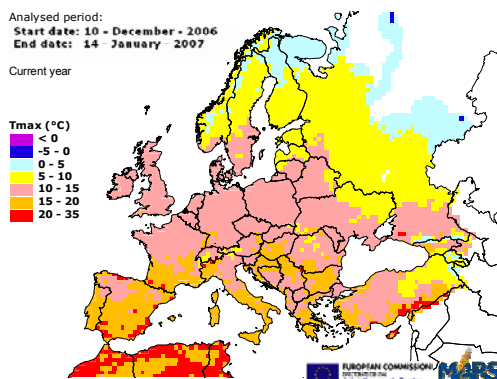 Analysed period:
Start date: 10 - December - 2006
End date: 14 - January - 2007
Current year
Tmax (°C)
< 0
-5 - 0
0 - 5
5 - 10
10 - 15
15 - 20
20 - 35
EUROPEAN COMMISSION
MARS